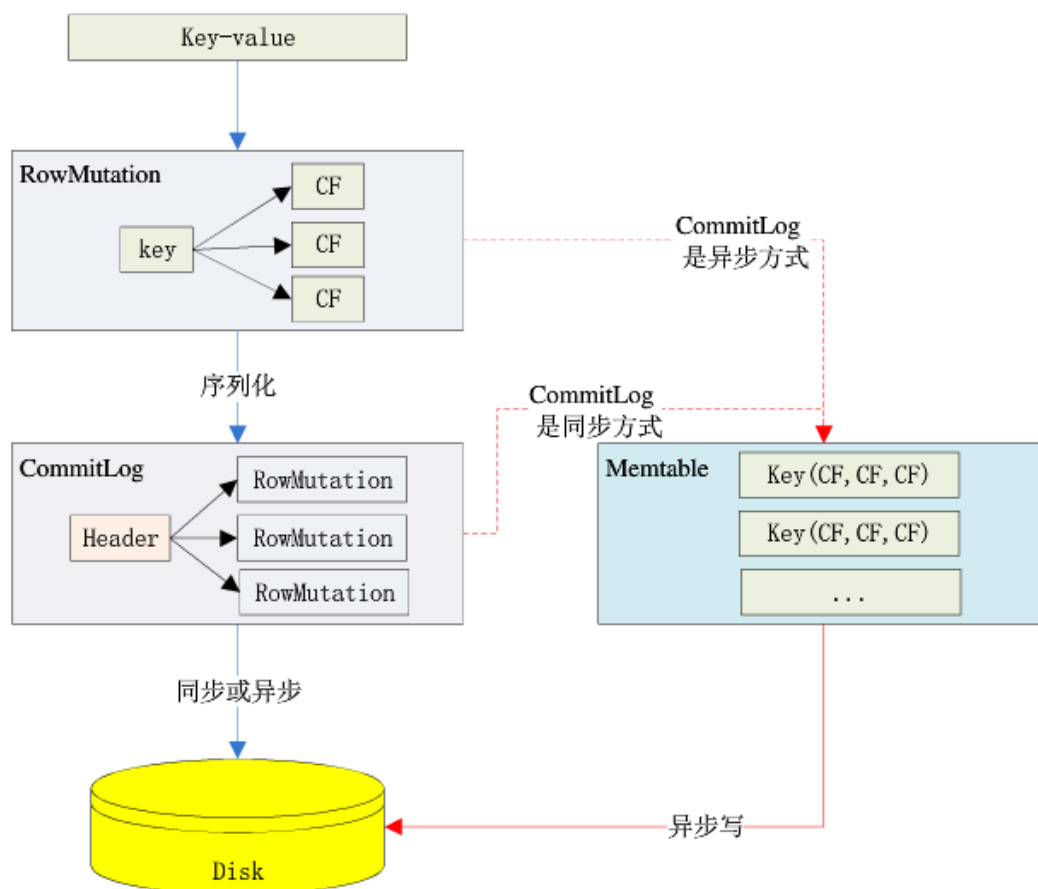 Key-value
RowMutation
CF
key
CF
CF
CommitLog
是异步方式
序列化
CommitLog
是同步方式
CommitLog
RowMutation
Header
RowMutation
RowMutation
Memtable
Key(CF,CF,CF)
Key(CF,CF,CF)
...
同步或异步
异步写
Disk